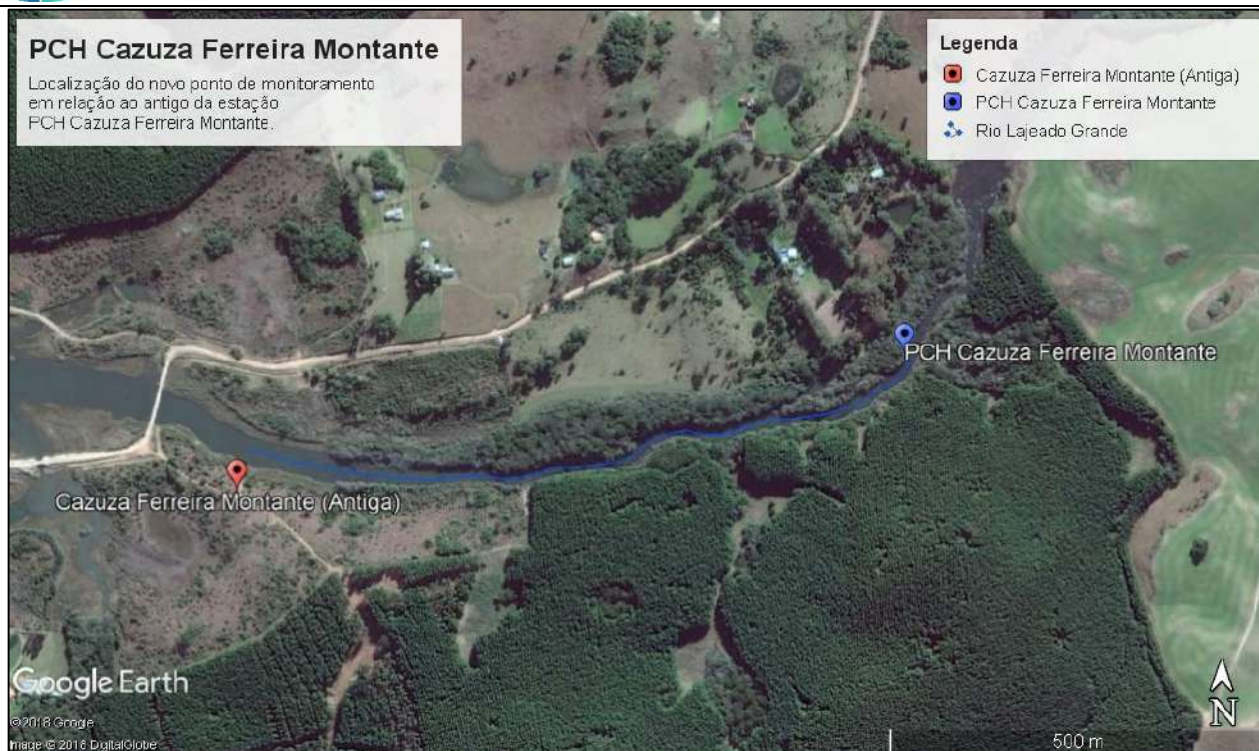 PCH Cazuza Ferreira Montante
Localização do novo ponto de monitoramento
em relação ao antigo da estação
PCH Cazuza Ferreira Montante.
Legenda
Cazuza Ferreira Montante (Antiga)
PCH Cazuza Ferreira Montante
Rio Lajeado Grande
PCH Cazuza Ferreira Montante
Cazuza Ferreira Montante (Antiga)
Google Earth
©2018 Google
Image © 2018 DigitalGlobe
N
500 m